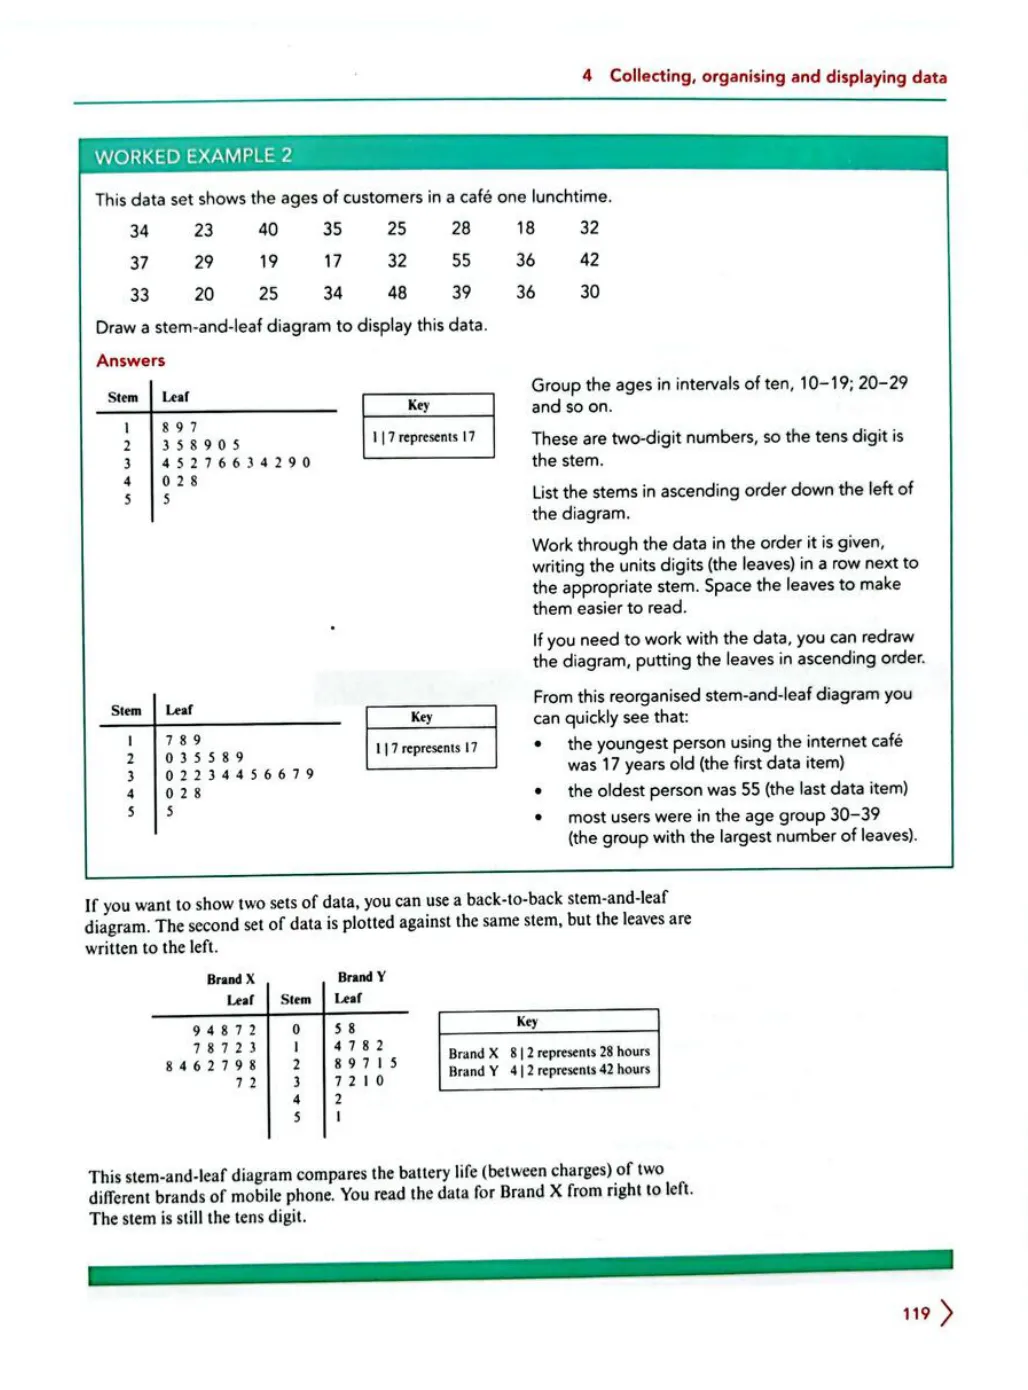 4 Collecting, organising and displaying data
WORKED EXAMPLE 2
This data set shows the ages of customers in a café one lunchtime.
34 23 40 35 25 28 18 32
37 29 19 17 32 55 36 42
33 20 25 34 48 39 36 30
Draw a stem-and-leaf diagram to display this data.
Answers
Stem Leaf
1 8 9 7
2 3 5 8 9 0 5
3 4 5 2 7 6 6 3 4 2 9 0
4 0 2 8
5 5
Key
1 | 7 represents 17
Group the ages in intervals of ten, 10–19; 20–29
and so on.
These are two-digit numbers, so the tens digit is
the stem.
List the stems in ascending order down the left of
the diagram.
Work through the data in the order it is given,
writing the units digits (the leaves) in a row next to
the appropriate stem. Space the leaves to make
them easier to read.
If you need to work with the data, you can redraw
the diagram, putting the leaves in ascending order.
Stem Leaf
1 7 8 9
2 0 3 5 5 8 9
3 0 2 2 3 4 4 5 6 6 7 9
4 0 2 8
5 5
Key
1 | 7 represents 17
From this reorganised stem-and-leaf diagram you
can quickly see that:
• the youngest person using the internet café
was 17 years old (the first data item)
• the oldest person was 55 (the last data item)
• most users were in the age group 30–39
(the group with the largest number of leaves).
If you want to show two sets of data, you can use a back-to-back stem-and-leaf
diagram. The second set of data is plotted against the same stem, but the leaves are
written to the left.
Brand X Brand Y
Leaf Stem Leaf
9 4 8 7 2 0 5 8
7 8 7 2 3 1 4 7 8 2
8 4 6 2 7 9 8 2 8 9 7 1 5
7 2 3 7 2 1 0
4 2
5 1
Key
Brand X 8 | 2 represents 28 hours
Brand Y 4 | 2 represents 42 hours
This stem-and-leaf diagram compares the battery life (between charges) of two
different brands of mobile phone. You read the data for Brand X from right to left.
The stem is still the tens digit.
119 〉